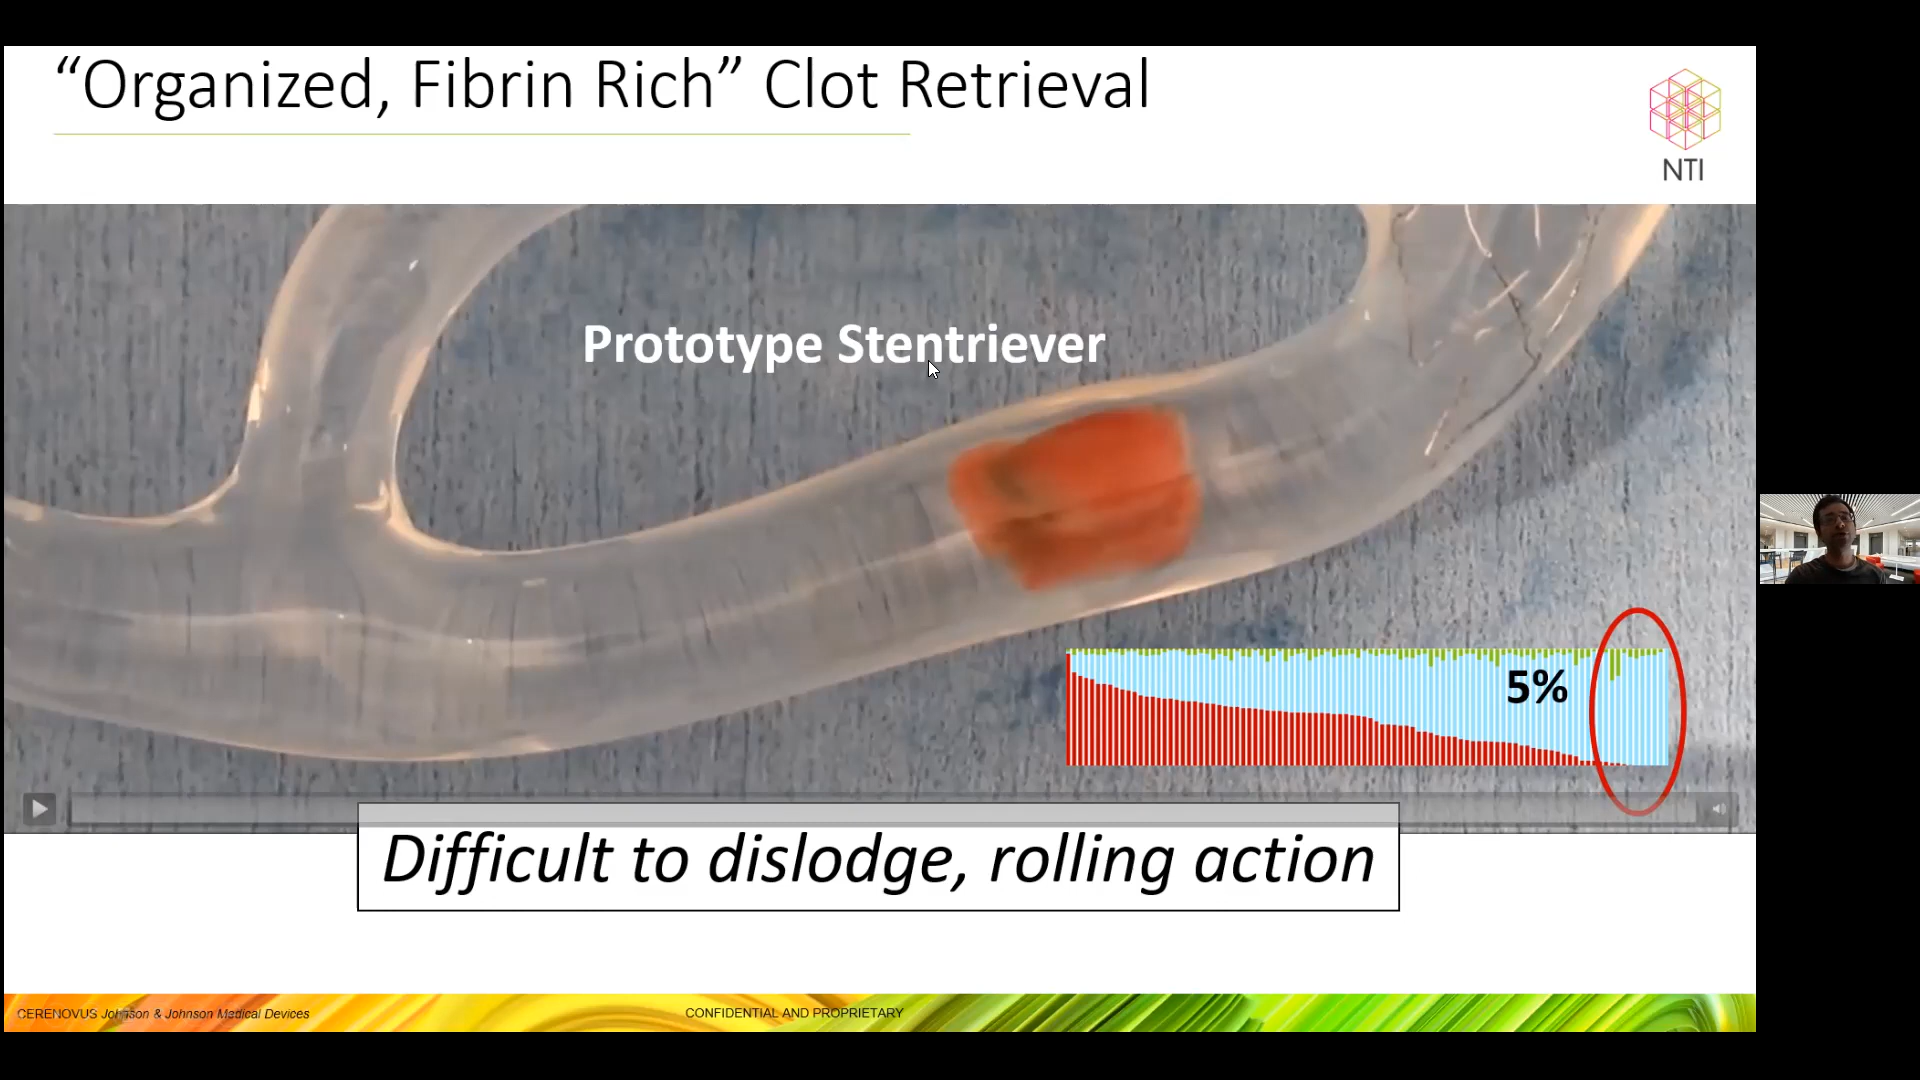 “Organized, Fibrin Rich” Clot Retrieval
NTI
Prototype Stentriever
5%
Difficult to dislodge, rolling action
CERENOVUS Johnson & Johnson Medical Devices
CONFIDENTIAL AND PROPRIETARY